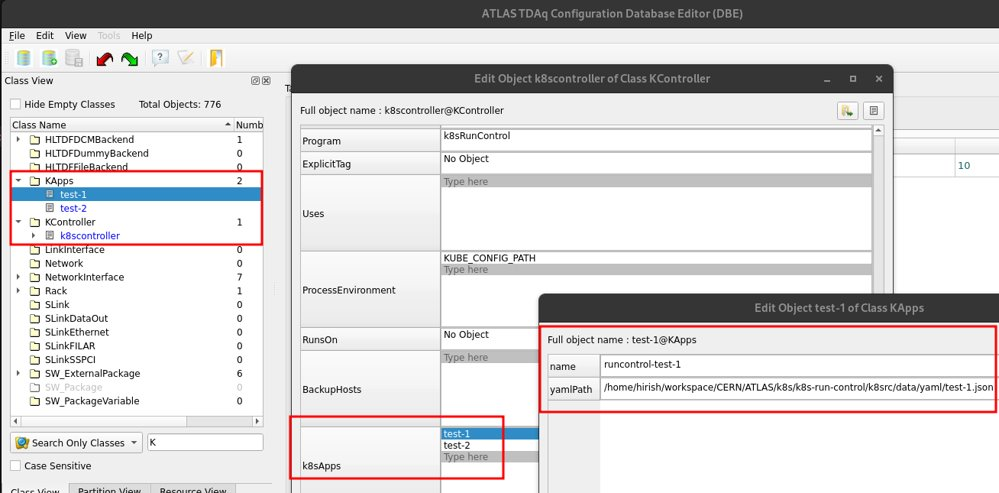 ATLAS TDAq Configuration Database Editor (DBE)
File Edit View Tools Help
Class View
Hide Empty Classes Total Objects: 776
Class Name Numb
HLTDFDCMBackend 1
HLTDFDummyBackend 0
HLTDFFileBackend 0
KApps 2
test-1
test-2
KController 1
k8scontroller
LinkInterface 0
Network 0
NetworkInterface 7
Rack 1
SLink 0
SLinkDataOut 0
SLinkEthernet 0
SLinkFILAR 0
SLinkSSPCI 0
SW_ExternalPackage 6
SW_Package 0
SW_PackageVariable 0
Search Only Classes K
Case Sensitive
Class View Partition View Resource View
Ta
10
Edit Object k8scontroller of Class KController
Full object name : k8scontroller@KController
Program k8sRunControl
ExplicitTag No Object
Uses Type here
ProcessEnvironment KUBE_CONFIG_PATH
Type here
RunsOn No Object
BackupHosts Type here
k8sApps test-1
test-2
Type here
Edit Object test-1 of Class KApps
Full object name : test-1@KApps
name runcontrol-test-1
yamlPath /home/hirish/workspace/CERN/ATLAS/k8s/k8s-run-control/k8src/data/yaml/test-1.json